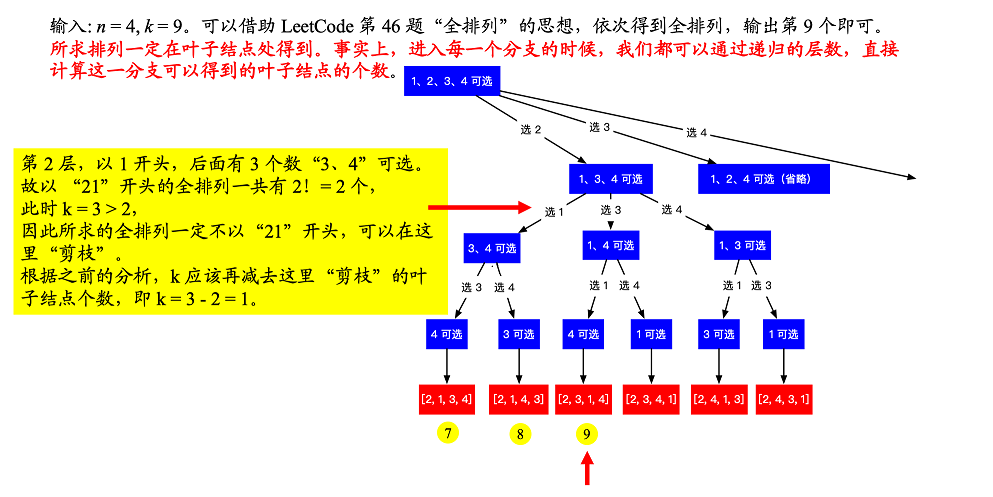 输入: n = 4, k = 9。可以借助 LeetCode 第 46 题“全排列”的思想，依次得到全排列，输出第 9 个即可。
所求排列一定在叶子结点处得到。事实上，进入每一个分支的时候，我们都可以通过递归的层数，直接
计算这一分支可以得到的叶子结点的个数。
1、2、3、4 可选
选 2
选 3
选 4
第 2 层，以 1 开头，后面有 3 个数“3、4”可选。
故以 “21”开头的全排列一共有 2！= 2 个，
此时 k = 3 > 2，
因此所求的全排列一定不以“21”开头，可以在这
里“剪枝”。
根据之前的分析，k 应该再减去这里“剪枝”的叶
子结点个数，即 k = 3 - 2 = 1。
1、3、4 可选
1、2、4 可选（省略）
选 1
选 3
选 4
3、4 可选
1、4 可选
1、3 可选
选 3
选 4
选 1
选 4
选 1
选 3
4 可选
3 可选
4 可选
1 可选
3 可选
1 可选
[2, 1, 3, 4]
[2, 1, 4, 3]
[2, 3, 1, 4]
[2, 3, 4, 1]
[2, 4, 1, 3]
[2, 4, 3, 1]
7
8
9